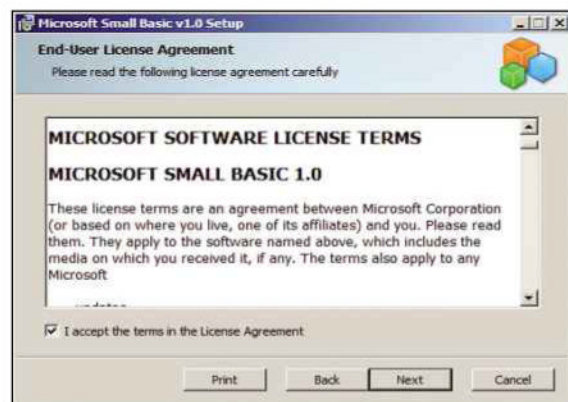 Microsoft Small Basic v1.0 Setup
End-User License Agreement
Please read the following license agreement carefully
MICROSOFT SOFTWARE LICENSE TERMS
MICROSOFT SMALL BASIC 1.0
These license terms are an agreement between Microsoft Corporation
(or based on where you live, one of its affiliates) and you. Please read
them. They apply to the software named above, which includes the
media on which you received it, if any. The terms also apply to any
Microsoft
updates
I accept the terms in the License Agreement
Print Back Next Cancel